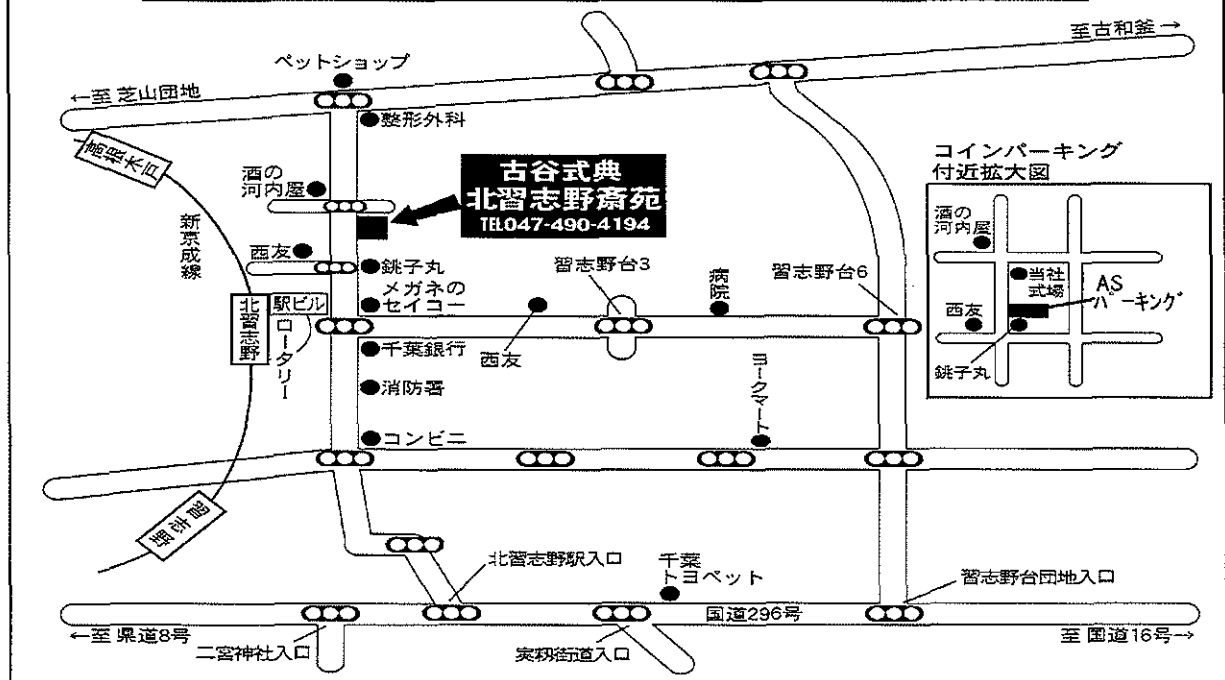 至古和釜→
ペットショップ
←至 芝山団地
整形外科
高根木戸
酒の
河内屋
古谷式典
北習志野斎苑
TEL047-490-4194
コインパーキング
付近拡大図
新京成線
西友
銚子丸
習志野台3
病院
習志野台6
酒の
河内屋
当社
式場
AS
パーキング
西友
銚子丸
メガネの
セイコー
北習志野
駅ビル
ロータリー
千葉銀行
西友
消防署
ヨークマート
コンビニ
習志野
北習志野駅入口
千葉
トヨペット
習志野台団地入口
国道296号
←至 県道8号
二宮神社入口
実籾街道入口
至 国道16号→